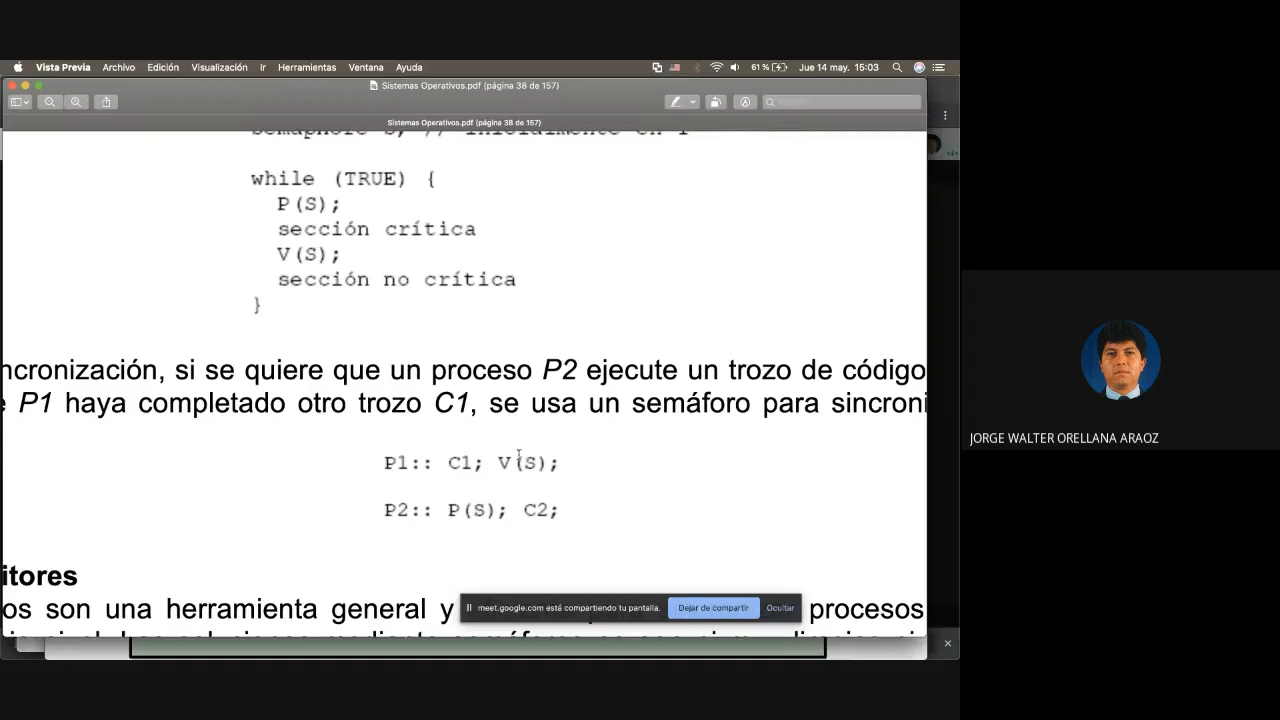 Vista Previa Archivo Edición Visualización Ir Herramientas Ventana Ayuda 61 % Jue 14 may. 15:03
Sistemas Operativos.pdf (página 38 de 157)
Sistemas Operativos.pdf (página 38 de 157)
while (TRUE) {
P(S);
sección crítica
V(S);
sección no crítica
}
ncronización, si se quiere que un proceso P2 ejecute un trozo de código
P1 haya completado otro trozo C1, se usa un semáforo para sincroni
P1:: C1; V(S);
P2:: P(S); C2;
itores
os son una herramienta general y procesos
meet.google.com está compartiendo tu pantalla. Dejar de compartir Ocultar
JORGE WALTER ORELLANA ARAOZ